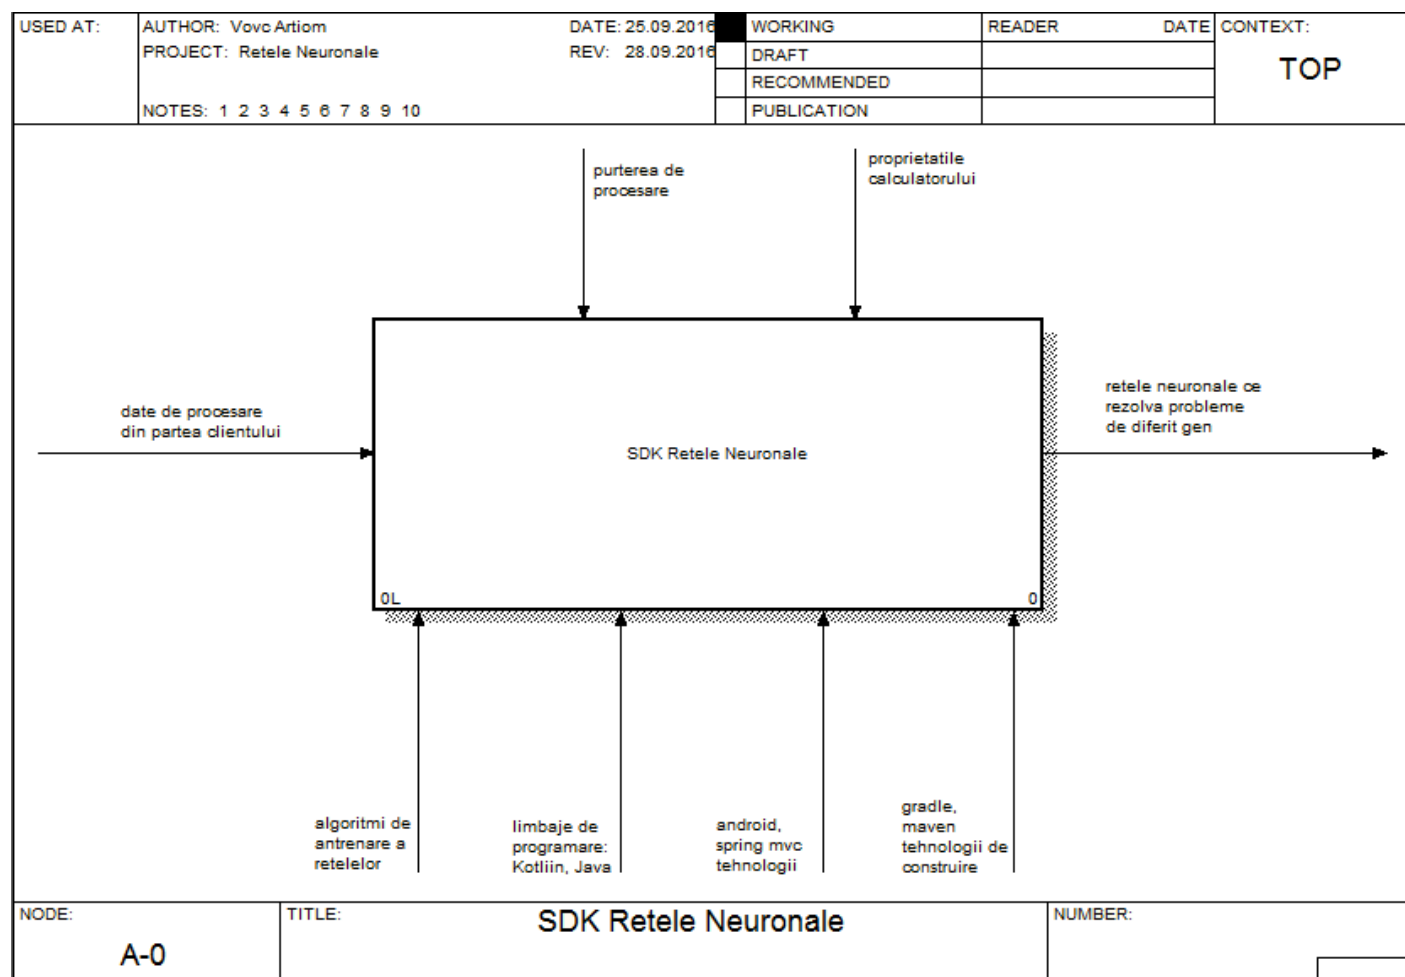 USED AT:
AUTHOR: Vovc Artiom
DATE: 25.09.2016
PROJECT: Retele Neuronale
REV: 28.09.2016
NOTES: 1 2 3 4 5 6 7 8 9 10
WORKING
DRAFT
RECOMMENDED
PUBLICATION
READER
DATE
CONTEXT:
TOP
purterea de
procesare
proprietatile
calculatorului
date de procesare
din partea clientului
SDK Retele Neuronale
retele neuronale ce
rezolva probleme
de diferit gen
0L
0
algoritmi de
antrenare a
retelelor
limbaje de
programare:
Kotliin, Java
android,
spring mvc
tehnologii
gradle,
maven
tehnologii de
construire
NODE:
A-0
TITLE:
SDK Retele Neuronale
NUMBER: